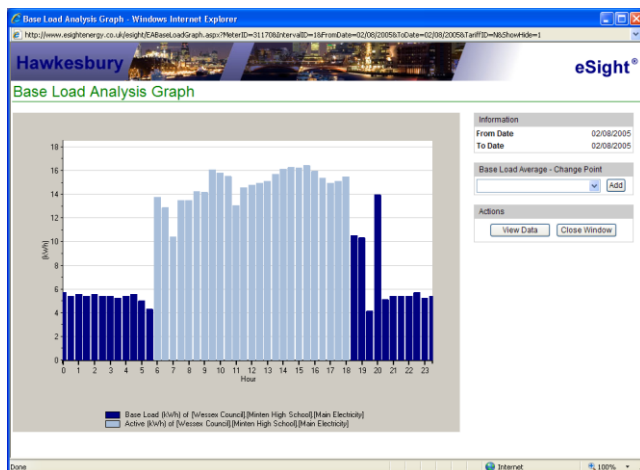 Base Load Analysis Graph - Windows Internet Explorer
http://www.esightenergy.co.uk/esight/EABaseLoadGraph.aspx?MeterID=31170&IntervalID=1&FromDate=02/08/2005&ToDate=02/08/2005&TariffID=N&ShowHide=1
Hawkesbury
eSight®
Base Load Analysis Graph
Information
From Date 02/08/2005
To Date 02/08/2005
Base Load Average - Change Point
Add
Actions
View Data Close Window
18
16
14
12
10
8
6
4
2
0
(kWh)
0 1 2 3 4 5 6 7 8 9 10 11 12 13 14 15 16 17 18 19 20 21 22 23
Hour
Base Load (kWh) of [Wessex Council].[Minten High School].[Main Electricity]
Active (kWh) of [Wessex Council].[Minten High School].[Main Electricity]
Done Internet 100%